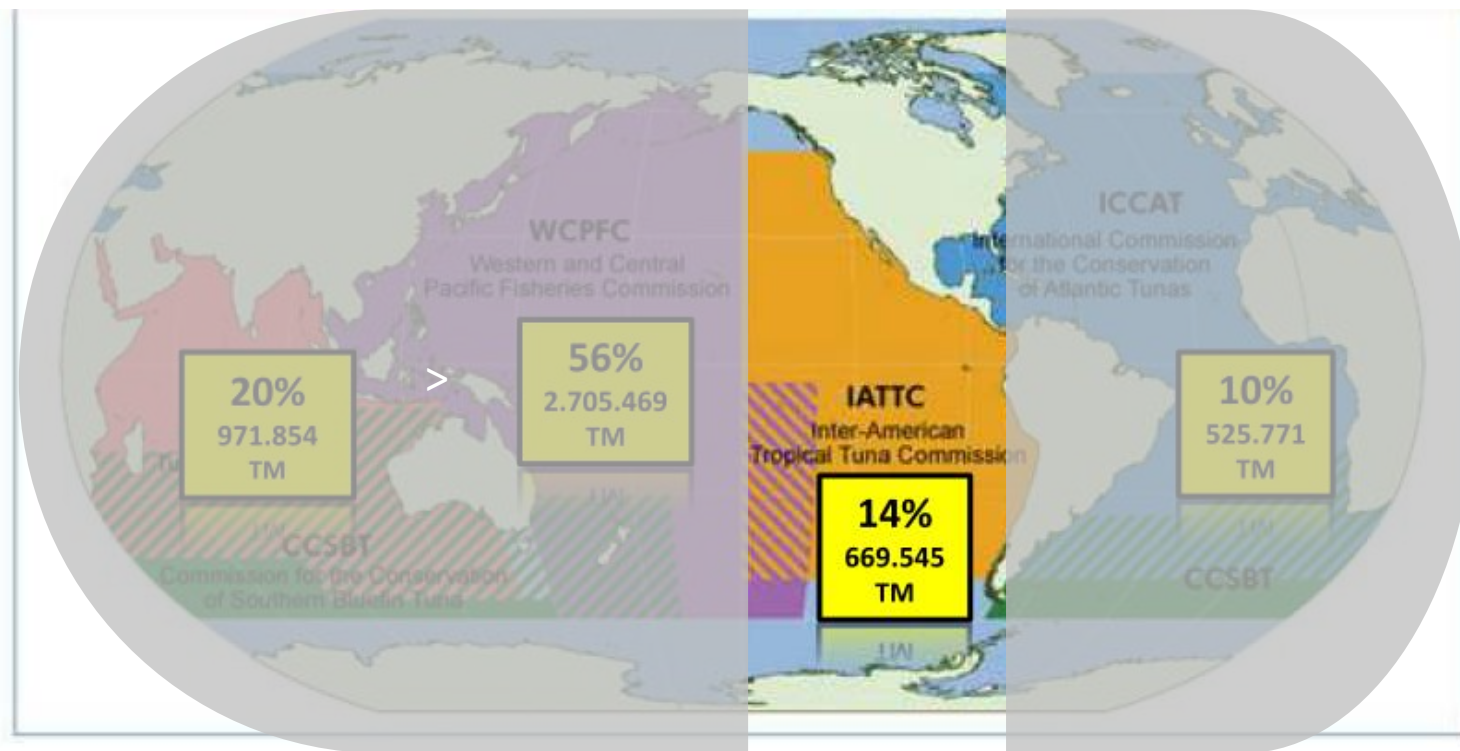 WCPFC
Western and Central
Pacific Fisheries Commission
ICCAT
International Commission
for the Conservation
of Atlantic Tunas
20%
971.854
TM
>
56%
2.705.469
TM
IATTC
Inter-American
Tropical Tuna Commission
14%
669.545
TM
10%
525.771
TM
Tu
CCSBT
Commission for the Conservation
of Southern Bluefin Tuna
CCSBT